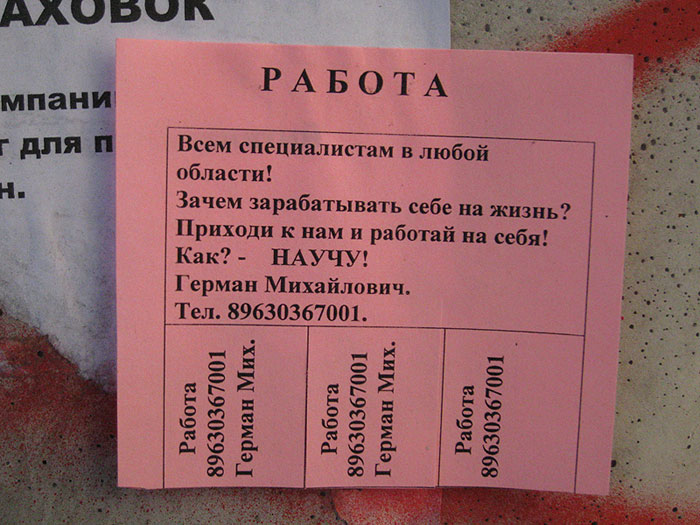 АХОВОК
мпани
для п
н.
РАБОТА
Всем специалистам в любой
области!
Зачем зарабатывать себе на жизнь?
Приходи к нам и работай на себя!
Как? - НАУЧУ!
Герман Михайлович.
Тел. 89630367001.
Работа
89630367001
Герман Мих.
Работа
89630367001
Герман Мих.
Работа
89630367001